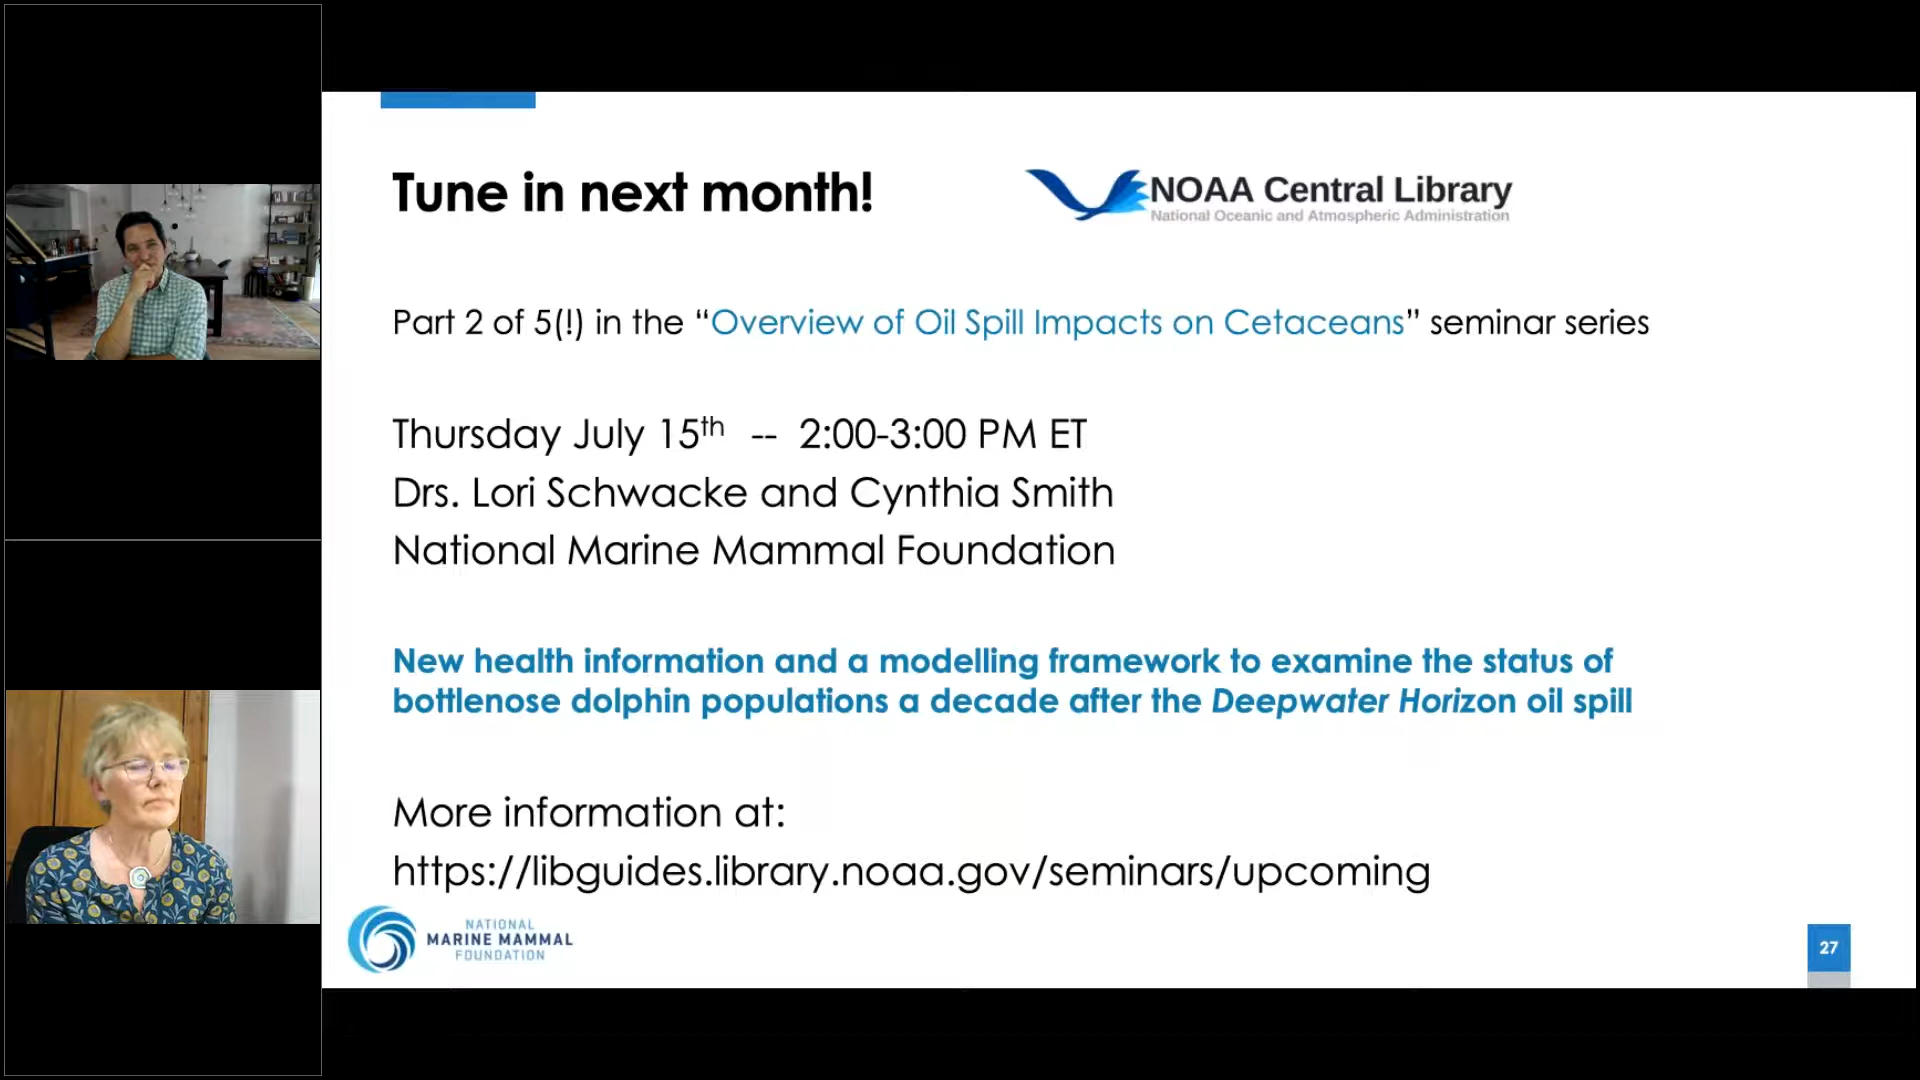 Tune in next month!
NOAA Central Library
National Oceanic and Atmospheric Administration
Part 2 of 5(!) in the “Overview of Oil Spill Impacts on Cetaceans” seminar series
Thursday July 15th -- 2:00-3:00 PM ET
Drs. Lori Schwacke and Cynthia Smith
National Marine Mammal Foundation
New health information and a modelling framework to examine the status of
bottlenose dolphin populations a decade after the Deepwater Horizon oil spill
More information at:
https://libguides.library.noaa.gov/seminars/upcoming
NATIONAL
MARINE MAMMAL
FOUNDATION
27